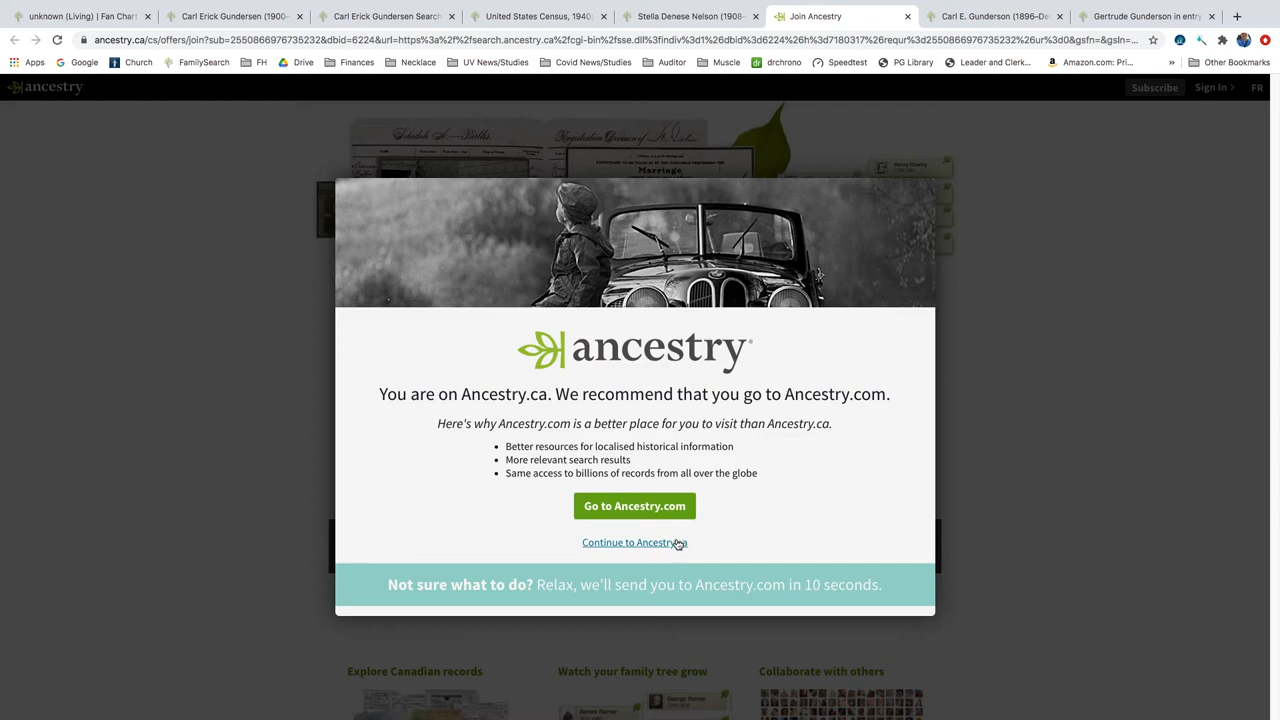 unknown (Living) | Fan Chart
Carl Erick Gundersen (1900–
Carl Erick Gundersen Search
United States Census, 1940;
Stella Denese Nelson (1908–
Join Ancestry
Carl E. Gunderson (1896–De
Gertrude Gunderson in entry
ancestry.ca/cs/offers/join?sub=2550866976735232&dbid=6224&url=https%3a%2f%2fsearch.ancestry.ca%2fcgi-bin%2fsse.dll%3findiv%3d1%26dbid%3d6224%26h%3d7180317%26requr%3d2550866976735232%26ur%3d0&gsfn=&gsln=...
Apps
Google
Church
FamilySearch
FH
Drive
Finances
Necklace
UV News/Studies
Covid News/Studies
Auditor
Muscle
drchrono
Speedtest
PG Library
Leader and Clerk...
Amazon.com: Pri...
»
Other Bookmarks
ancestry
Subscribe
Sign In >
FR
Schedule A.—Births.
Registration Division of
Marriage
ancestry
You are on Ancestry.ca. We recommend that you go to Ancestry.com.
Here's why Ancestry.com is a better place for you to visit than Ancestry.ca.
• Better resources for localised historical information
• More relevant search results
• Same access to billions of records from all over the globe
Go to Ancestry.com
Continue to Ancestry.ca
Not sure what to do? Relax, we'll send you to Ancestry.com in 10 seconds.
Explore Canadian records
Watch your family tree grow
Collaborate with others
George Palmer